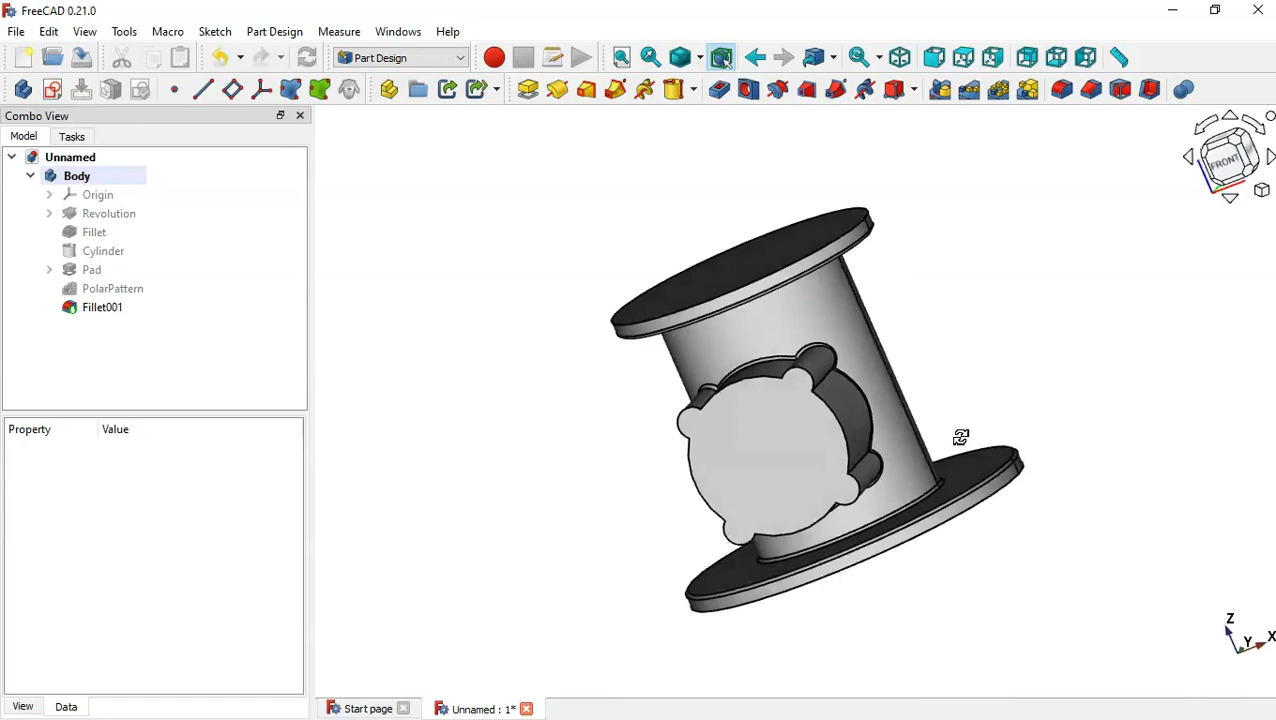 FreeCAD 0.21.0
File Edit View Tools Macro Sketch Part Design Measure Windows Help
Part Design
Combo View
Model Tasks
Unnamed
Body
Origin
Revolution
Fillet
Cylinder
Pad
PolarPattern
Fillet001
Property Value
View Data
Start page Unnamed : 1*
FRONT
Z
Y X